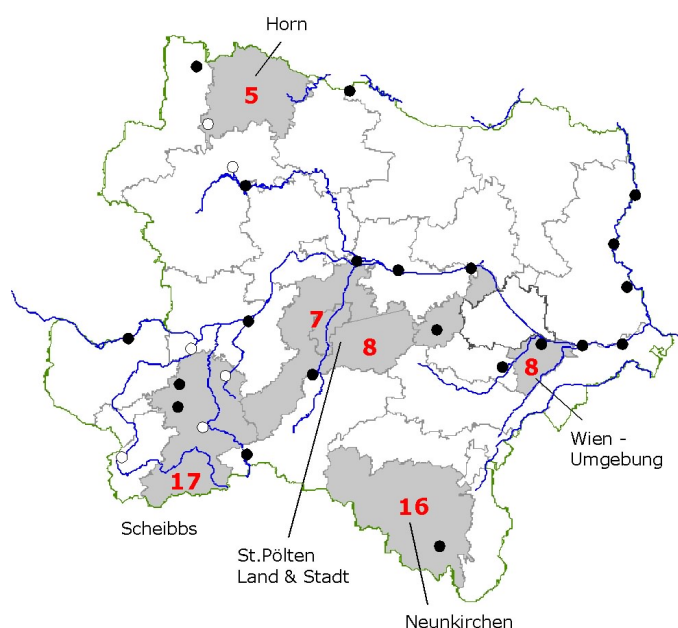 Horn
5
7
8
8
Wien -
Umgebung
17
Scheibbs
16
St.Pölten
Land & Stadt
Neunkirchen